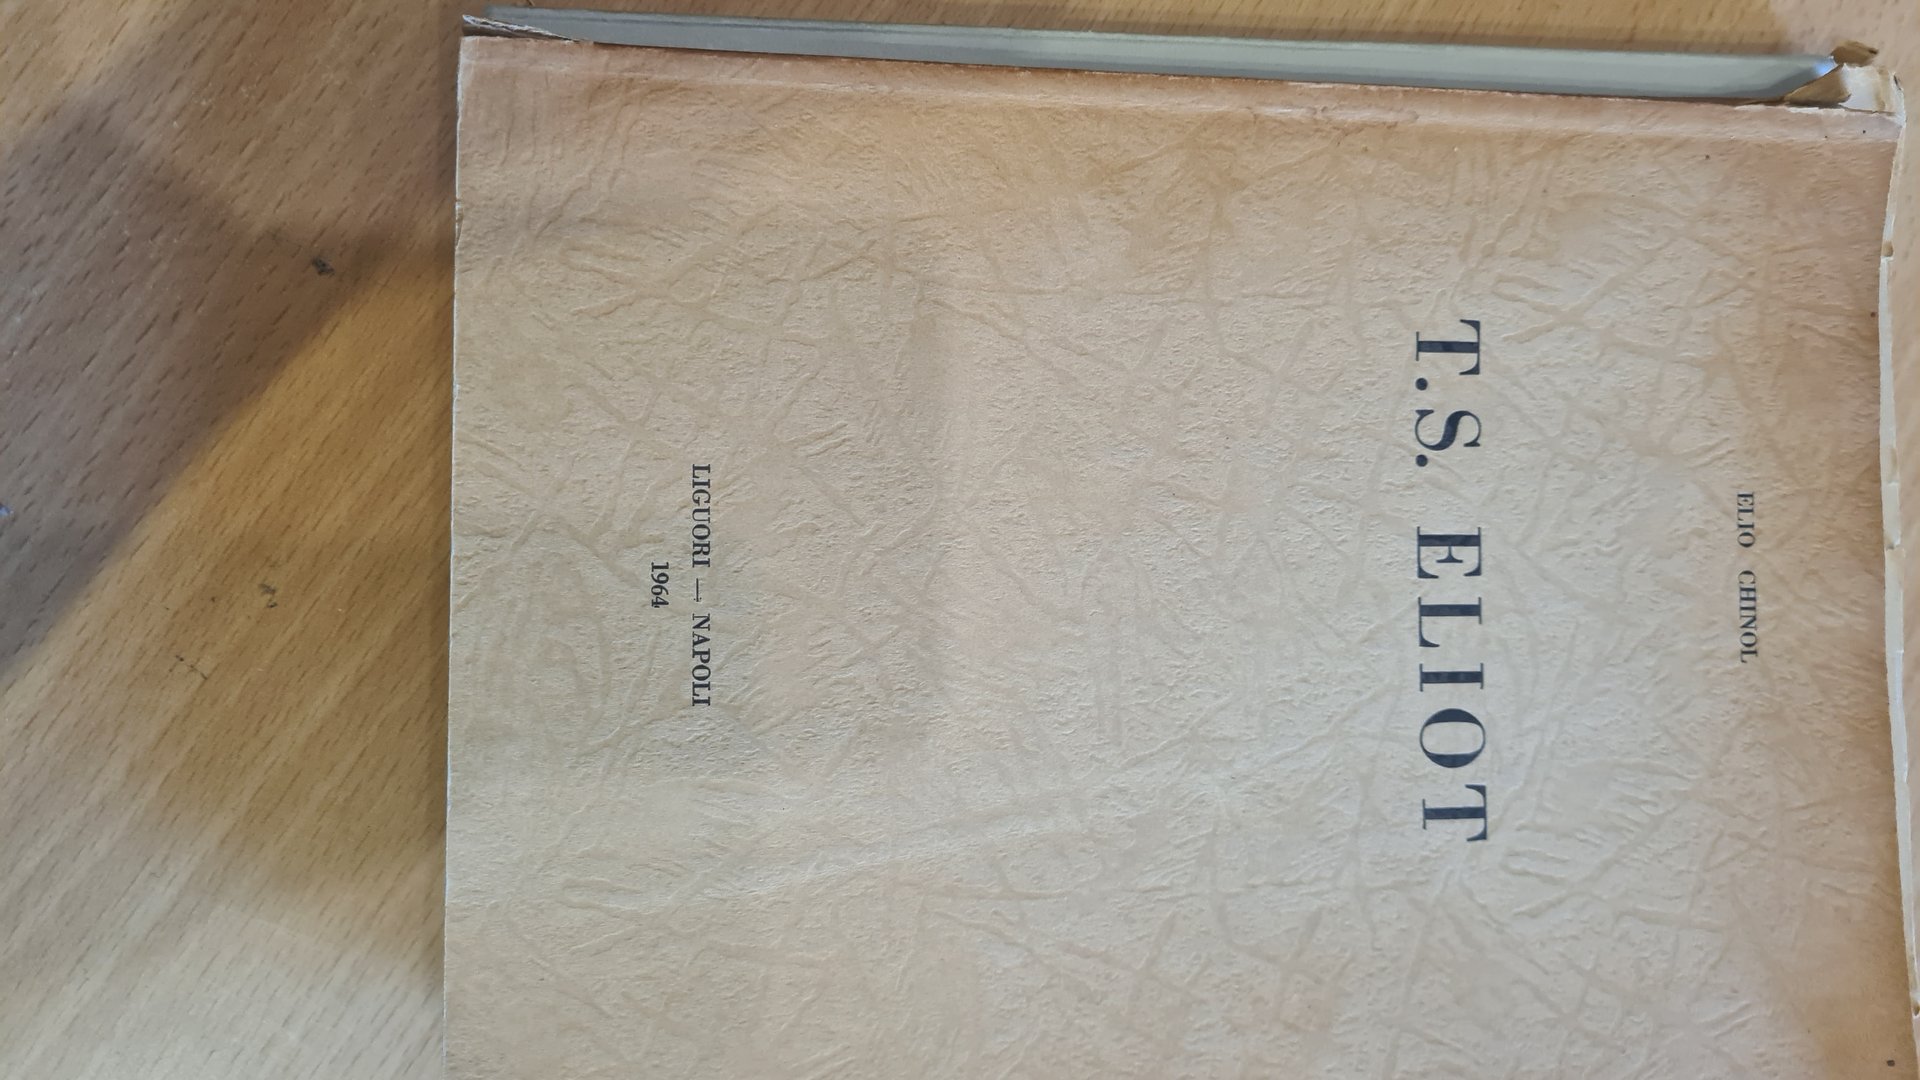 ELIO CHINOL
T.S. ELIOT
LIGUORI — NAPOLI
1964